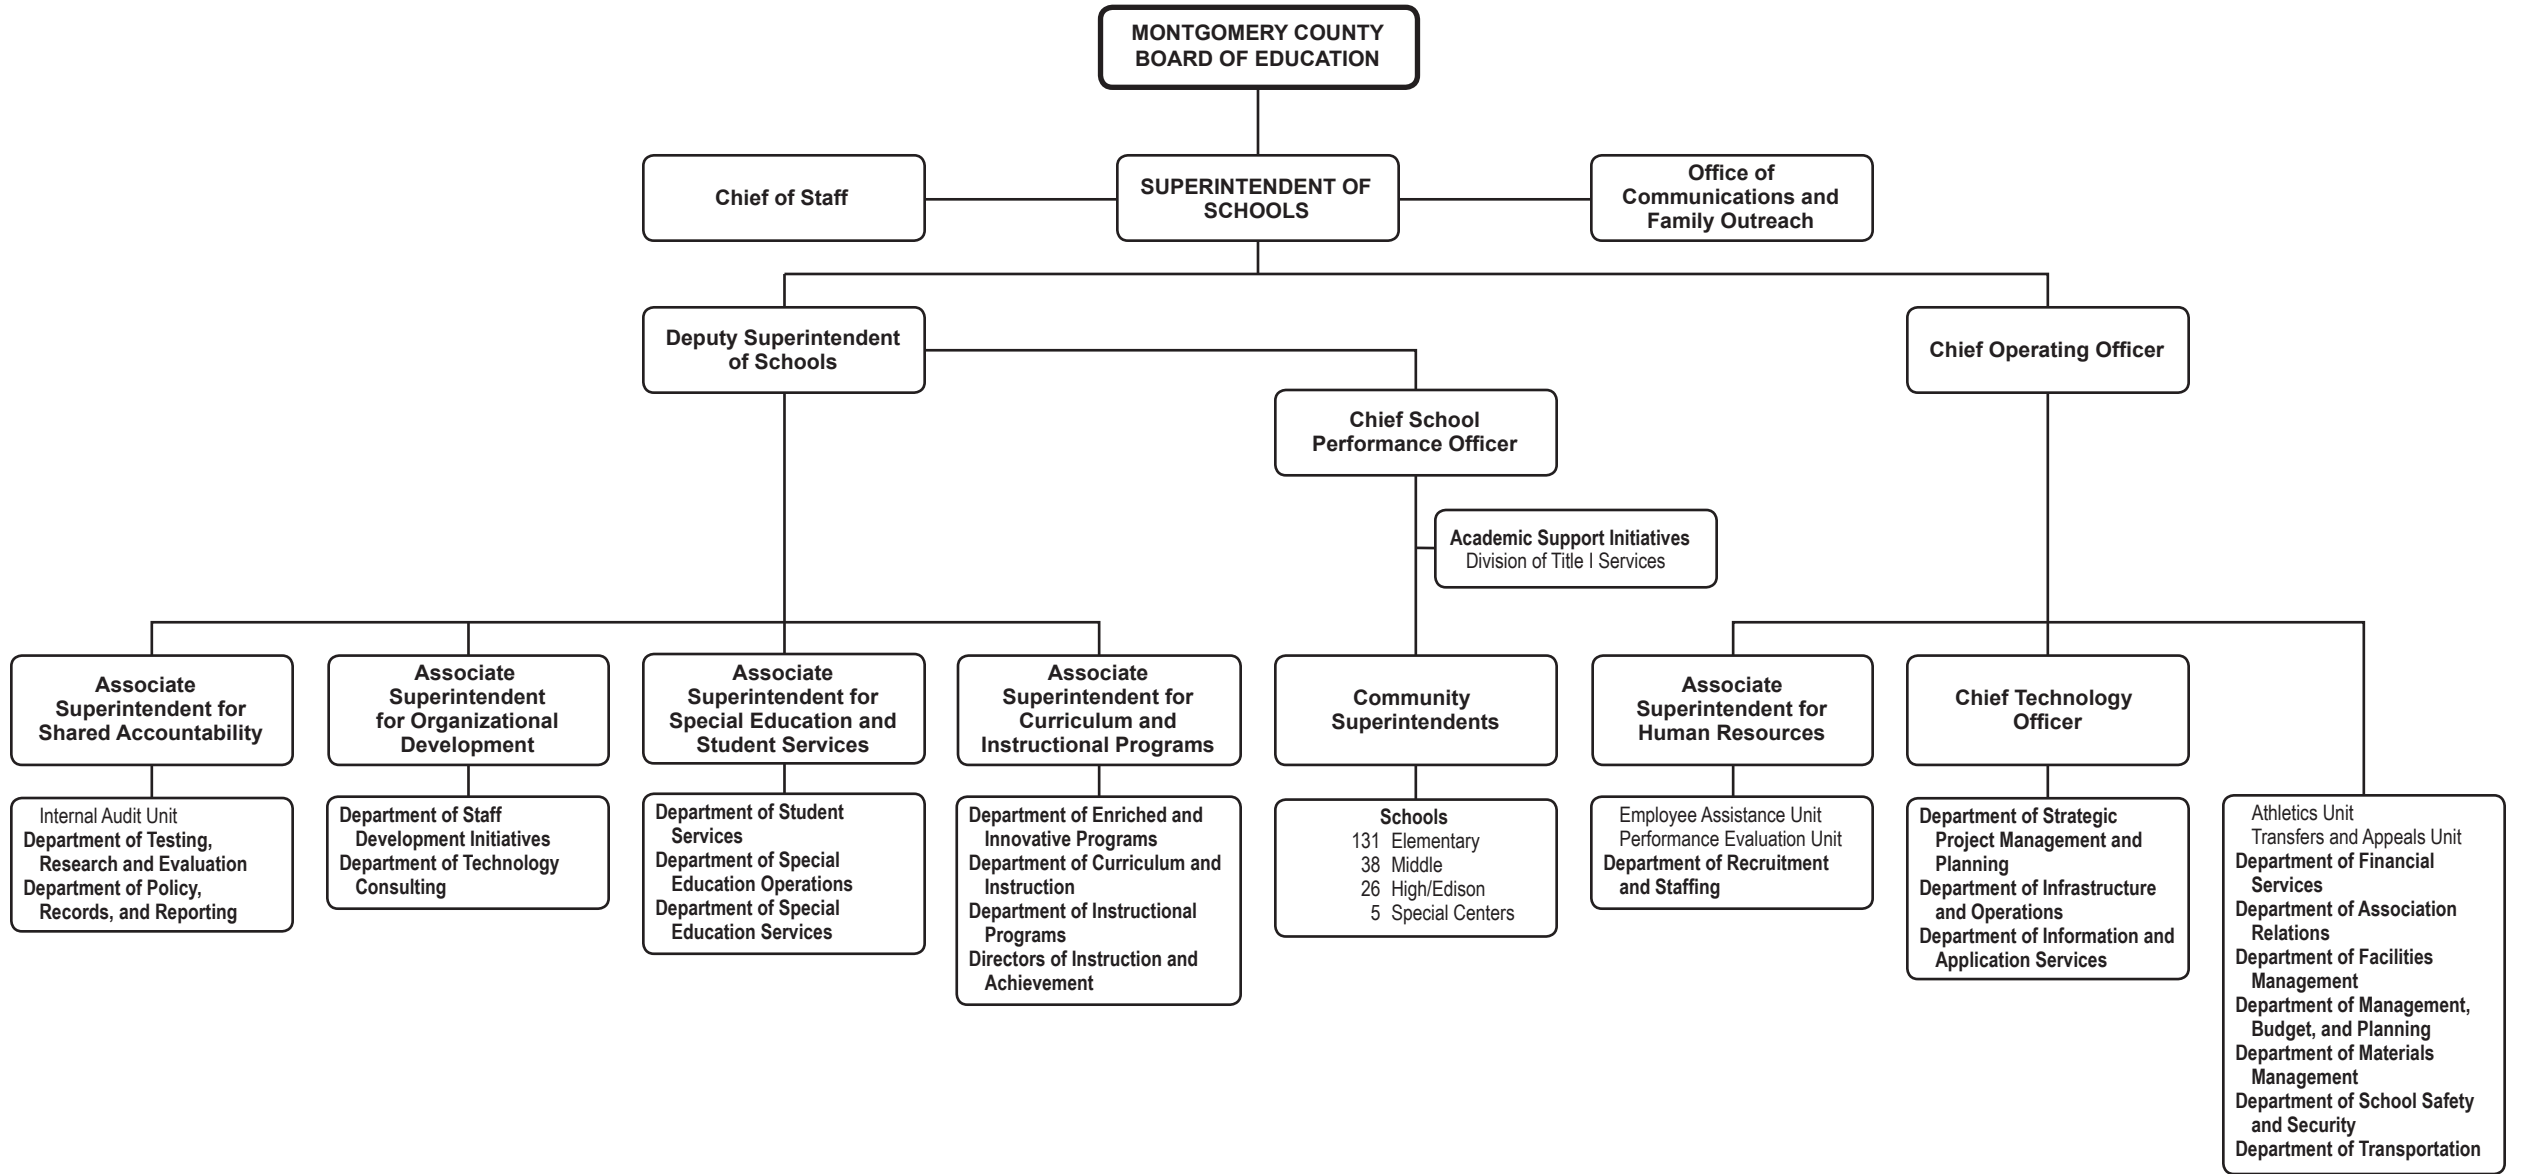 MONTGOMERY COUNTY
BOARD OF EDUCATION
Chief of Staff
SUPERINTENDENT OF
SCHOOLS
Office of
Communications and
Family Outreach
Deputy Superintendent
of Schools
Chief Operating Officer
Chief School
Performance Officer
Academic Support Initiatives
Division of Title I Services
Associate
Superintendent for
Shared Accountability
Associate
Superintendent
for Organizational
Development
Associate
Superintendent for
Special Education and
Student Services
Associate
Superintendent for
Curriculum and
Instructional Programs
Community
Superintendents
Associate
Superintendent for
Human Resources
Chief Technology
Officer
Internal Audit Unit
Department of Testing,
Research and Evaluation
Department of Policy,
Records, and Reporting
Department of Staff
Development Initiatives
Department of Technology
Consulting
Department of Student
Services
Department of Special
Education Operations
Department of Special
Education Services
Department of Enriched and
Innovative Programs
Department of Curriculum and
Instruction
Department of Instructional
Programs
Directors of Instruction and
Achievement
Schools
131 Elementary
38 Middle
26 High/Edison
5 Special Centers
Employee Assistance Unit
Performance Evaluation Unit
Department of Recruitment
and Staffing
Department of Strategic
Project Management and
Planning
Department of Infrastructure
and Operations
Department of Information and
Application Services
Athletics Unit
Transfers and Appeals Unit
Department of Financial
Services
Department of Association
Relations
Department of Facilities
Management
Department of Management,
Budget, and Planning
Department of Materials
Management
Department of School Safety
and Security
Department of Transportation